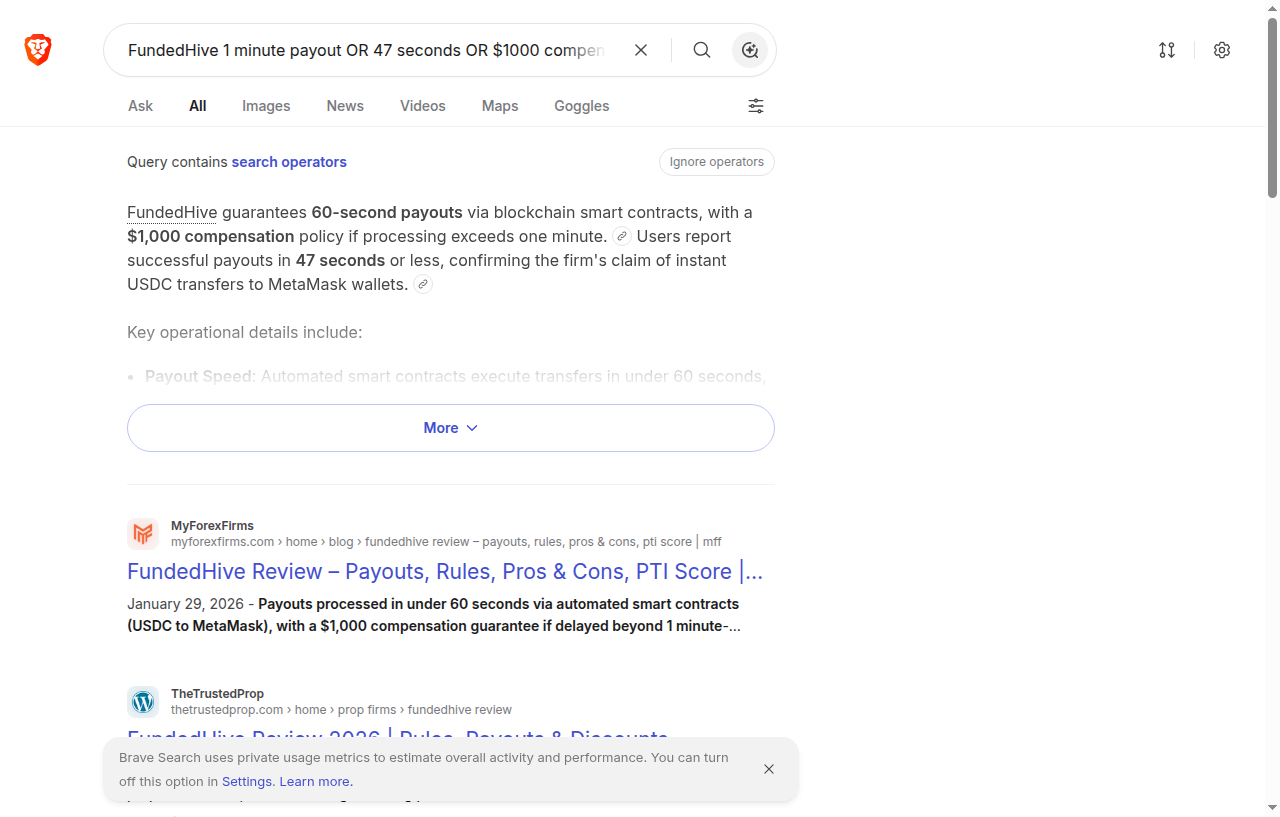 FundedHive 1 minute payout OR 47 seconds OR $1000 compen
Ask All Images News Videos Maps Goggles
Query contains search operators
Ignore operators
FundedHive guarantees 60-second payouts via blockchain smart contracts, with a
$1,000 compensation policy if processing exceeds one minute. Users report
successful payouts in 47 seconds or less, confirming the firm's claim of instant
USDC transfers to MetaMask wallets.
Key operational details include:
• Payout Speed: Automated smart contracts execute transfers in under 60 seconds,
More
MyForexFirms
myforexfirms.com › home › blog › fundedhive review – payouts, rules, pros & cons, pti score | mff
FundedHive Review – Payouts, Rules, Pros & Cons, PTI Score |...
January 29, 2026 - Payouts processed in under 60 seconds via automated smart contracts
(USDC to MetaMask), with a $1,000 compensation guarantee if delayed beyond 1 minute-...
TheTrustedProp
thetrustedprop.com › home › prop firms › fundedhive review
FundedHive Review 2026 | Rules, Payouts & Discounts
Brave Search uses private usage metrics to estimate overall activity and performance. You can turn
off this option in Settings. Learn more.